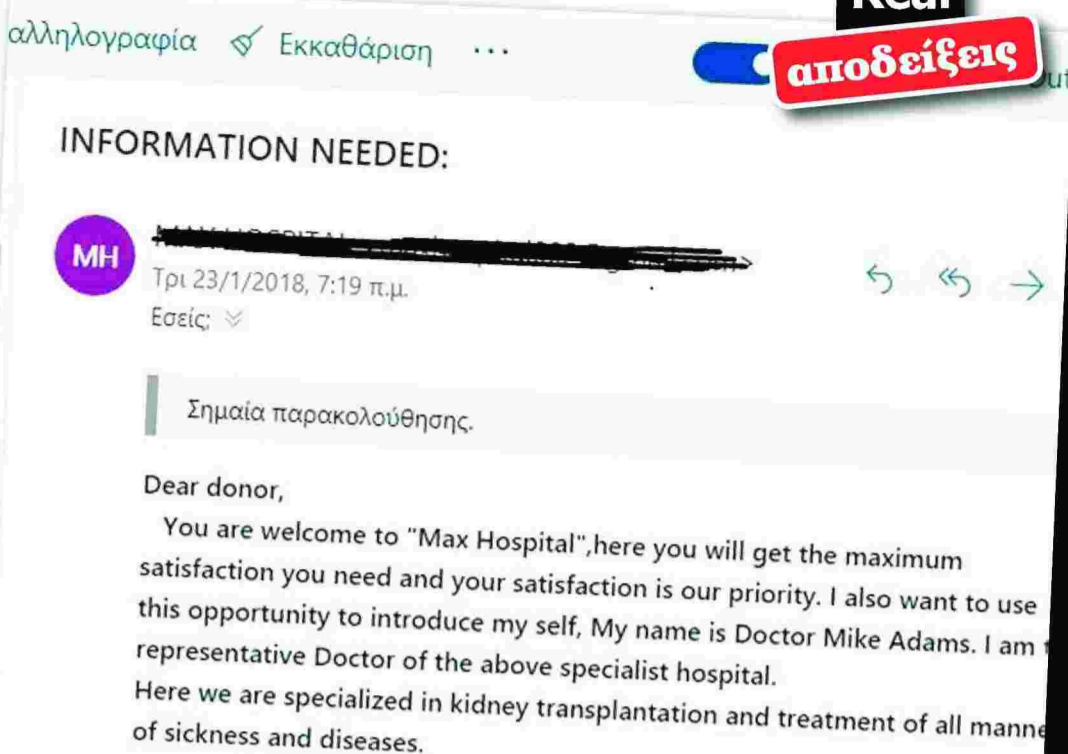 Real
αποδείξεις
αλληλογραφία Εκκαθάριση ...
INFORMATION NEEDED:
MH
Τρι 23/1/2018, 7:19 π.μ.
Εσείς;
Σημαία παρακολούθησης.
Dear donor,
You are welcome to "Max Hospital",here you will get the maximum
satisfaction you need and your satisfaction is our priority. I also want to use
this opportunity to introduce my self, My name is Doctor Mike Adams. I am
representative Doctor of the above specialist hospital.
Here we are specialized in kidney transplantation and treatment of all manne
of sickness and diseases.